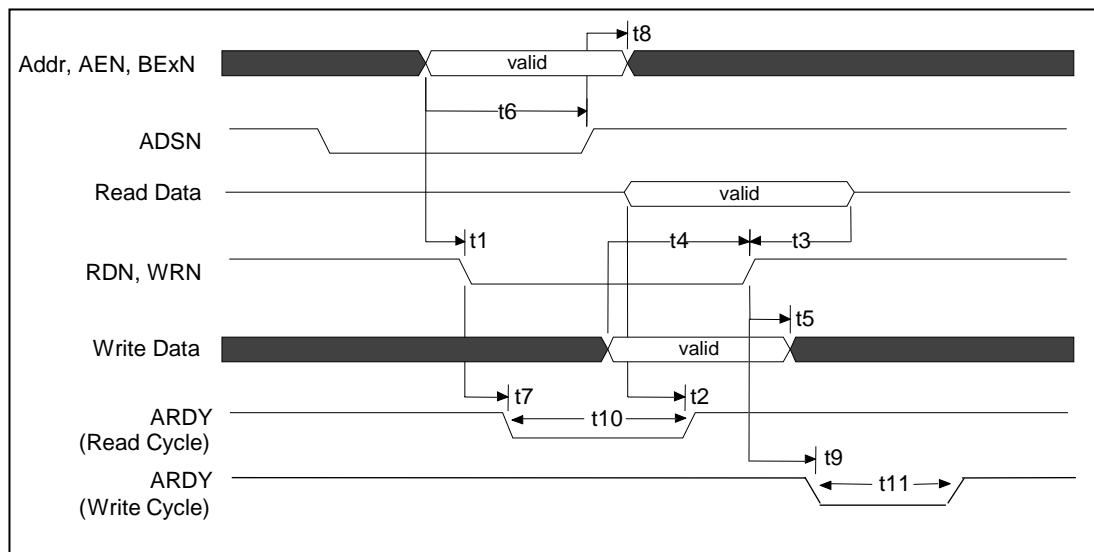 t8
Addr, AEN, BExN
valid
t6
ADSN
Read Data
valid
t1
t4
t3
RDN, WRN
t5
Write Data
valid
t7
t10
t2
ARDY
(Read Cycle)
t9
ARDY
(Write Cycle)
t11